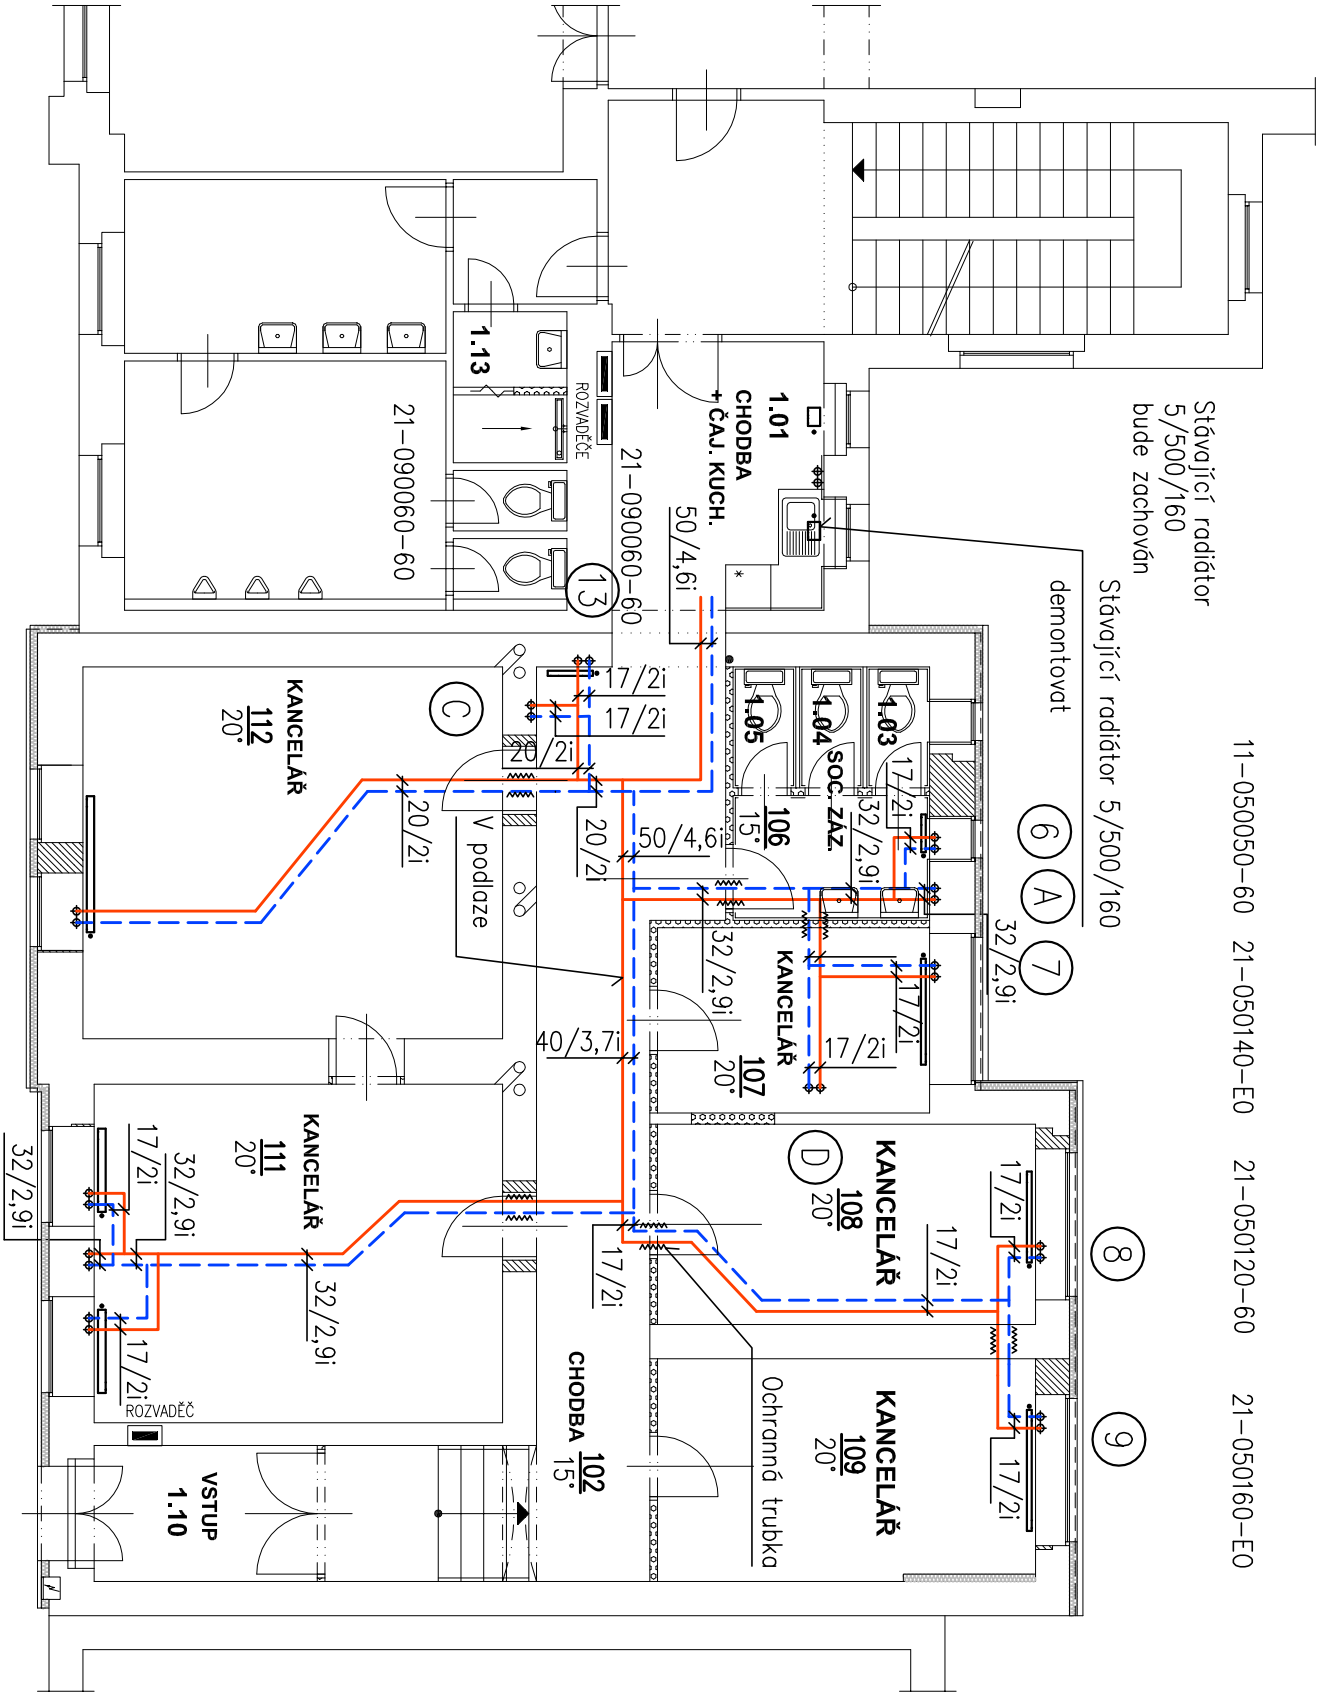 Stávající radiátor
5/500/160
bude zachován
Stávající radiátor 5/500/160
demontovat
11-050050-60
21-050140-E0
21-050120-60
21-050160-E0
6
A
7
8
9
1.01
CHODBA
+ ČAJ. KUCH.
50/4,6i
21-090060-60
13
ROZVADĚČE
1.13
21-090060-60
*
1.03
1.04
1.05
SOC. ZÁZ.
106
15°
17/2i
32/2,9i
32/2,9i
17/2i
17/2i
20/2i
20/2i
50/4,6i
C
KANCELÁŘ
112
20°
20/2i
V podlaze
32/2,9i
KANCELÁŘ
107
20°
17/2i
17/2i
40/3,7i
KANCELÁŘ
108
20°
D
17/2i
17/2i
17/2i
KANCELÁŘ
111
20°
17/2i
32/2,9i
32/2,9i
32/2,9i
17/2i
ROZVADĚČ
KANCELÁŘ
109
20°
17/2i
Ochranná trubka
CHODBA
102
15°
VSTUP
1.10